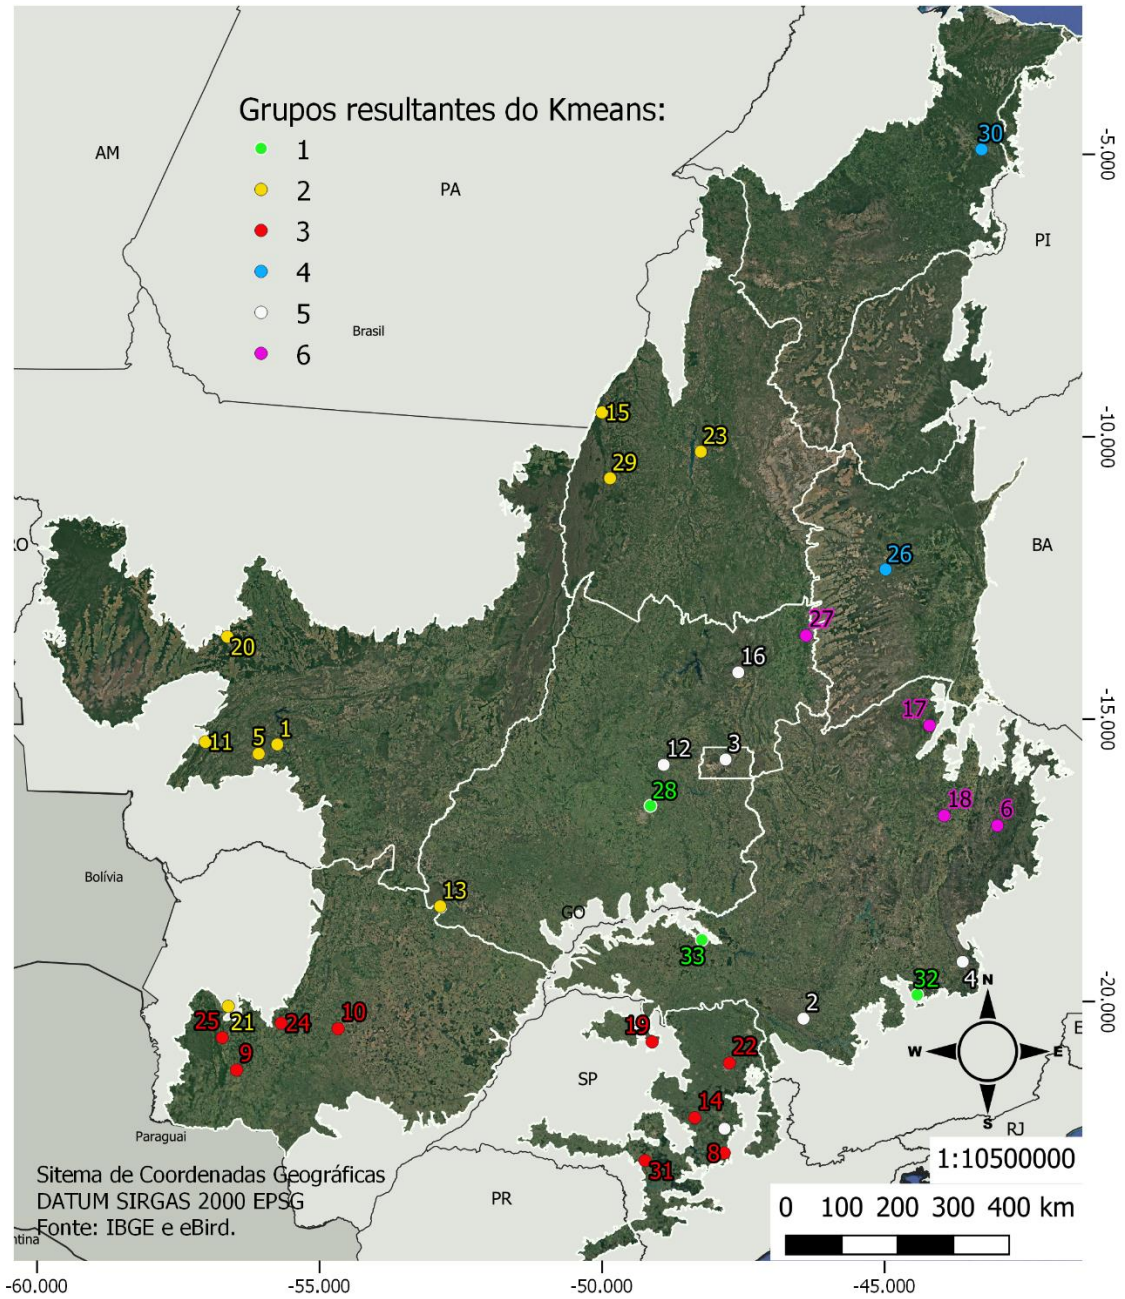 Grupos resultantes do Kmeans:
1
2
3
4
5
6
AM
PA
PI
Brasil
BA
RO
30
-5.000
15
23
29
-10.000
26
27
20
16
17
-15.000
11
5
1
12
3
28
18
6
Bolívia
13
GO
33
32
4
N
W
E
S
2
-20.000
25
21
24
10
9
19
22
SP
14
8
31
E
RJ
Paraguai
PR
1:10500000
Sitema de Coordenadas Geográficas
DATUM SIRGAS 2000 EPSG
Fonte: IBGE e eBird.
ntina
0 100 200 300 400 km
-60.000 -55.000 -50.000 -45.000